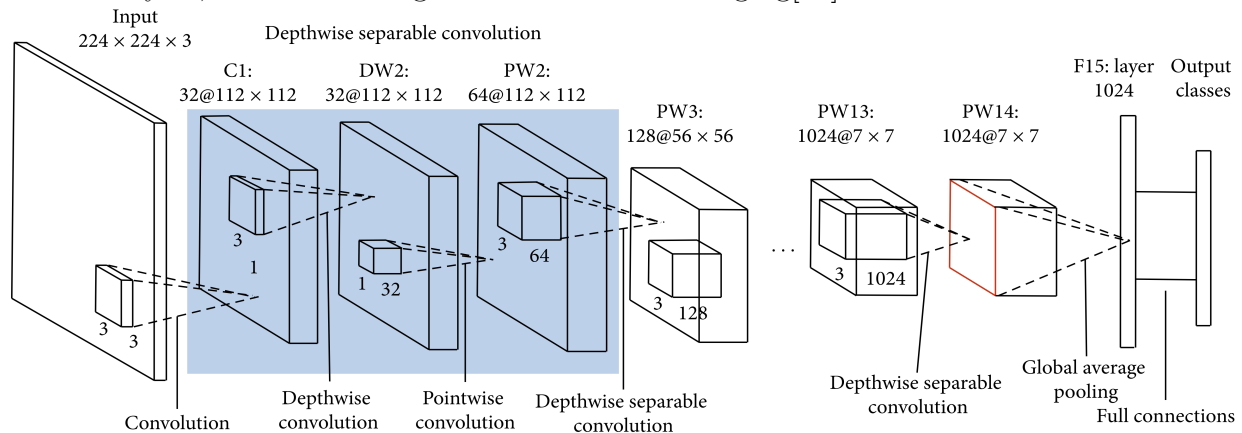 Input
224 × 224 × 3
Depthwise separable convolution
C1:
32@112 × 112
DW2:
32@112 × 112
PW2:
64@112 × 112
PW3:
128@56 × 56
PW13:
1024@7 × 7
PW14:
1024@7 × 7
F15: layer
1024
Output
classes
3
3
3
1
1
32
3
64
3
128
. . .
3
1024
Convolution
Depthwise
convolution
Pointwise
convolution
Depthwise separable
convolution
Depthwise separable
convolution
Global average
pooling
Full connections